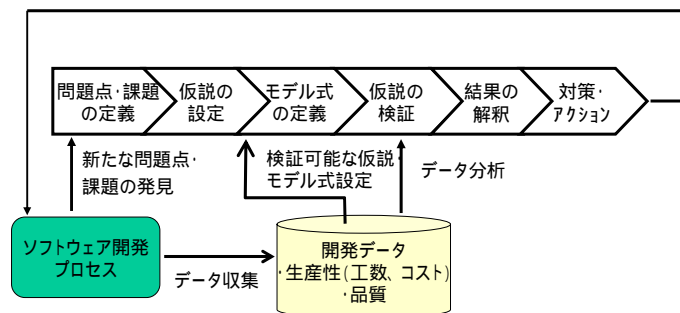 問題点・課題
の定義
仮説の
設定
モデル式
の定義
仮説の
検証
結果の
解釈
対策・
アクション
新たな問題点・
課題の発見
検証可能な仮説・
モデル式設定
データ分析
ソフトウェア開発
プロセス
データ収集
開発データ
・生産性(工数、コスト)
・品質